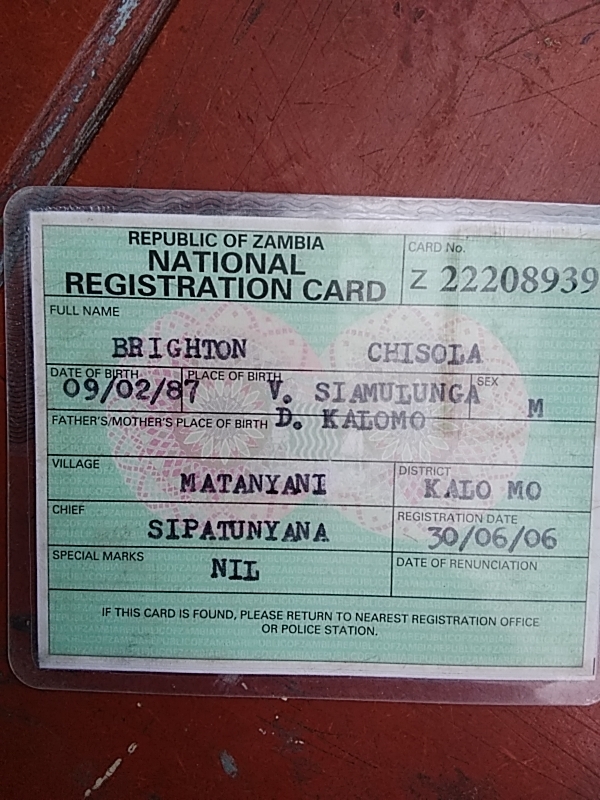 REPUBLIC OF ZAMBIA
NATIONAL
REGISTRATION CARD
CARD No.
Z 22208939
FULL NAME
BRIGHTON CHISOLA
DATE OF BIRTH
09/02/87
PLACE OF BIRTH
V. SIAMULUNGA
SEX
M
FATHER'S/MOTHER'S PLACE OF BIRTH
D. KALOMO
VILLAGE
MATANYANI
DISTRICT
KALO MO
CHIEF
SIPATUNYANA
REGISTRATION DATE
30/06/06
SPECIAL MARKS
NIL
DATE OF RENUNCIATION
IF THIS CARD IS FOUND, PLEASE RETURN TO NEAREST REGISTRATION OFFICE
OR POLICE STATION.